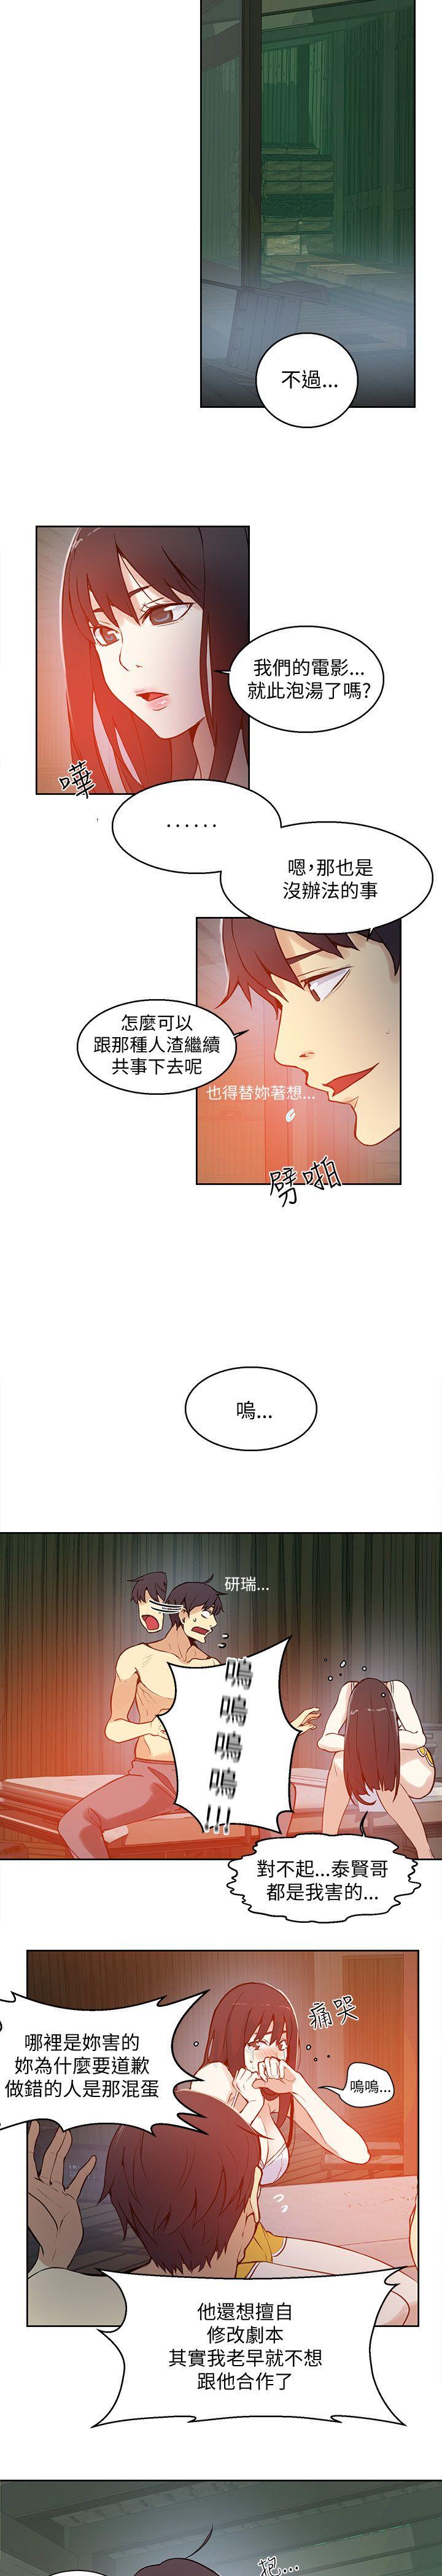 不過...
我們的電影...
就此泡湯了嗎?
嘩
......
嗯,那也是
沒辦法的事
怎麼可以
跟那種人渣繼續
共事下去呢
也得替妳著想...
劈啪
嗚...
研瑞...
嗚嗚嗚嗚!!!
對不起...泰賢哥
都是我害的...
痛哭
哪裡是妳害的
妳為什麼要道歉
做錯的人是那混蛋
嗚嗚...
他還想擅自
修改劇本
其實我老早就不想
跟他合作了
抱...